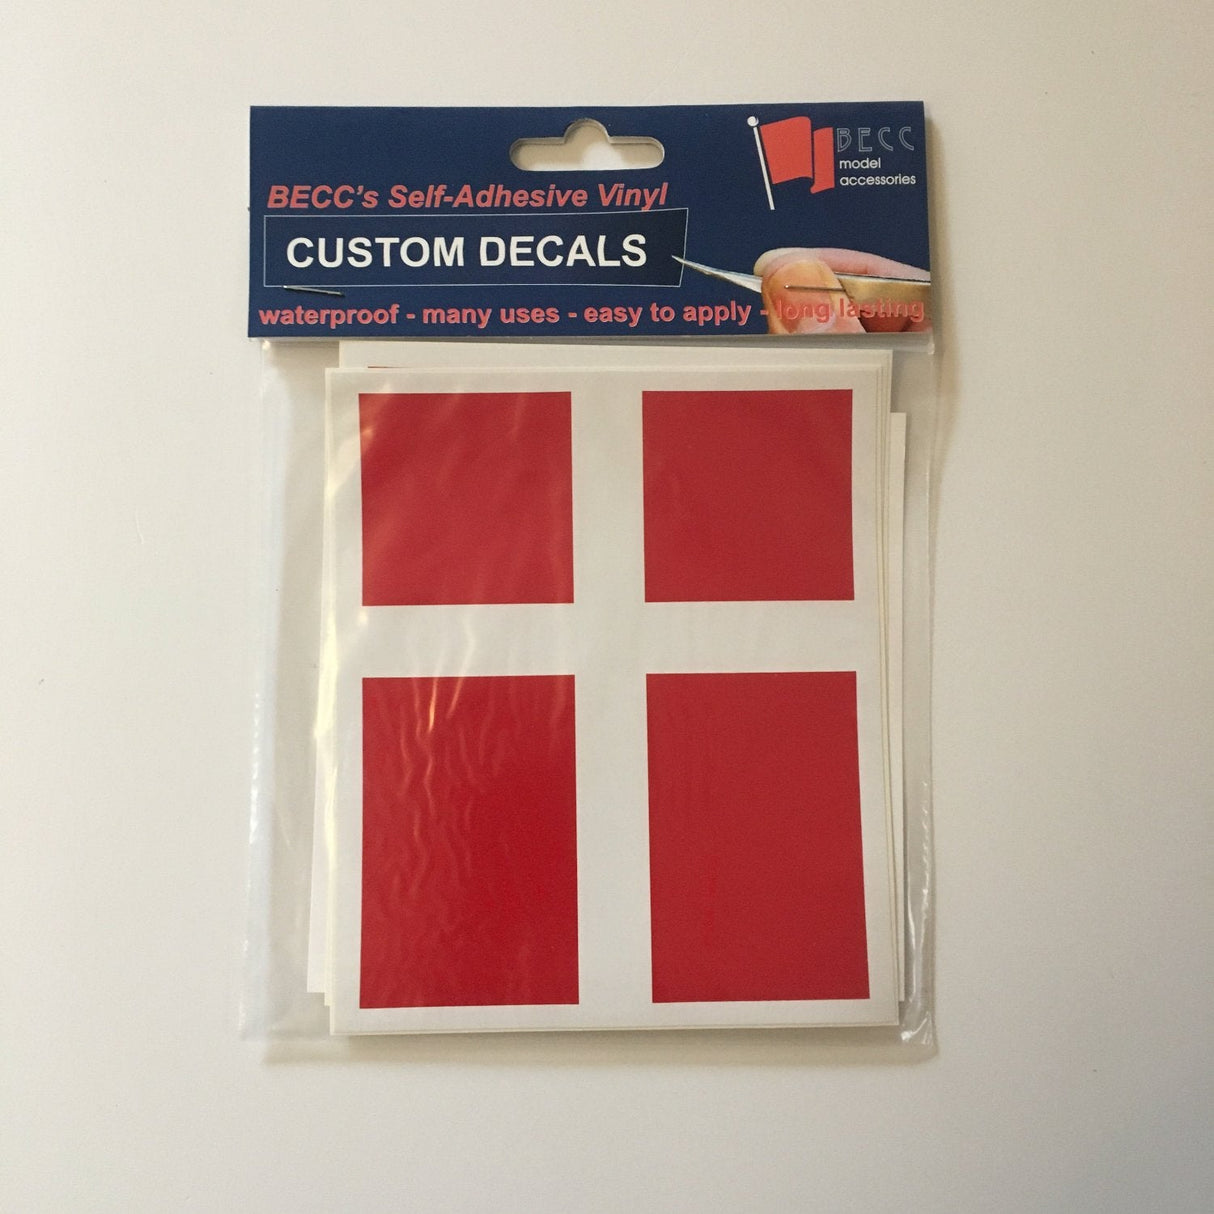 BECC
model
accessories
BECC's Self-Adhesive Vinyl
CUSTOM DECALS
waterproof - many uses - easy to apply - long lasting